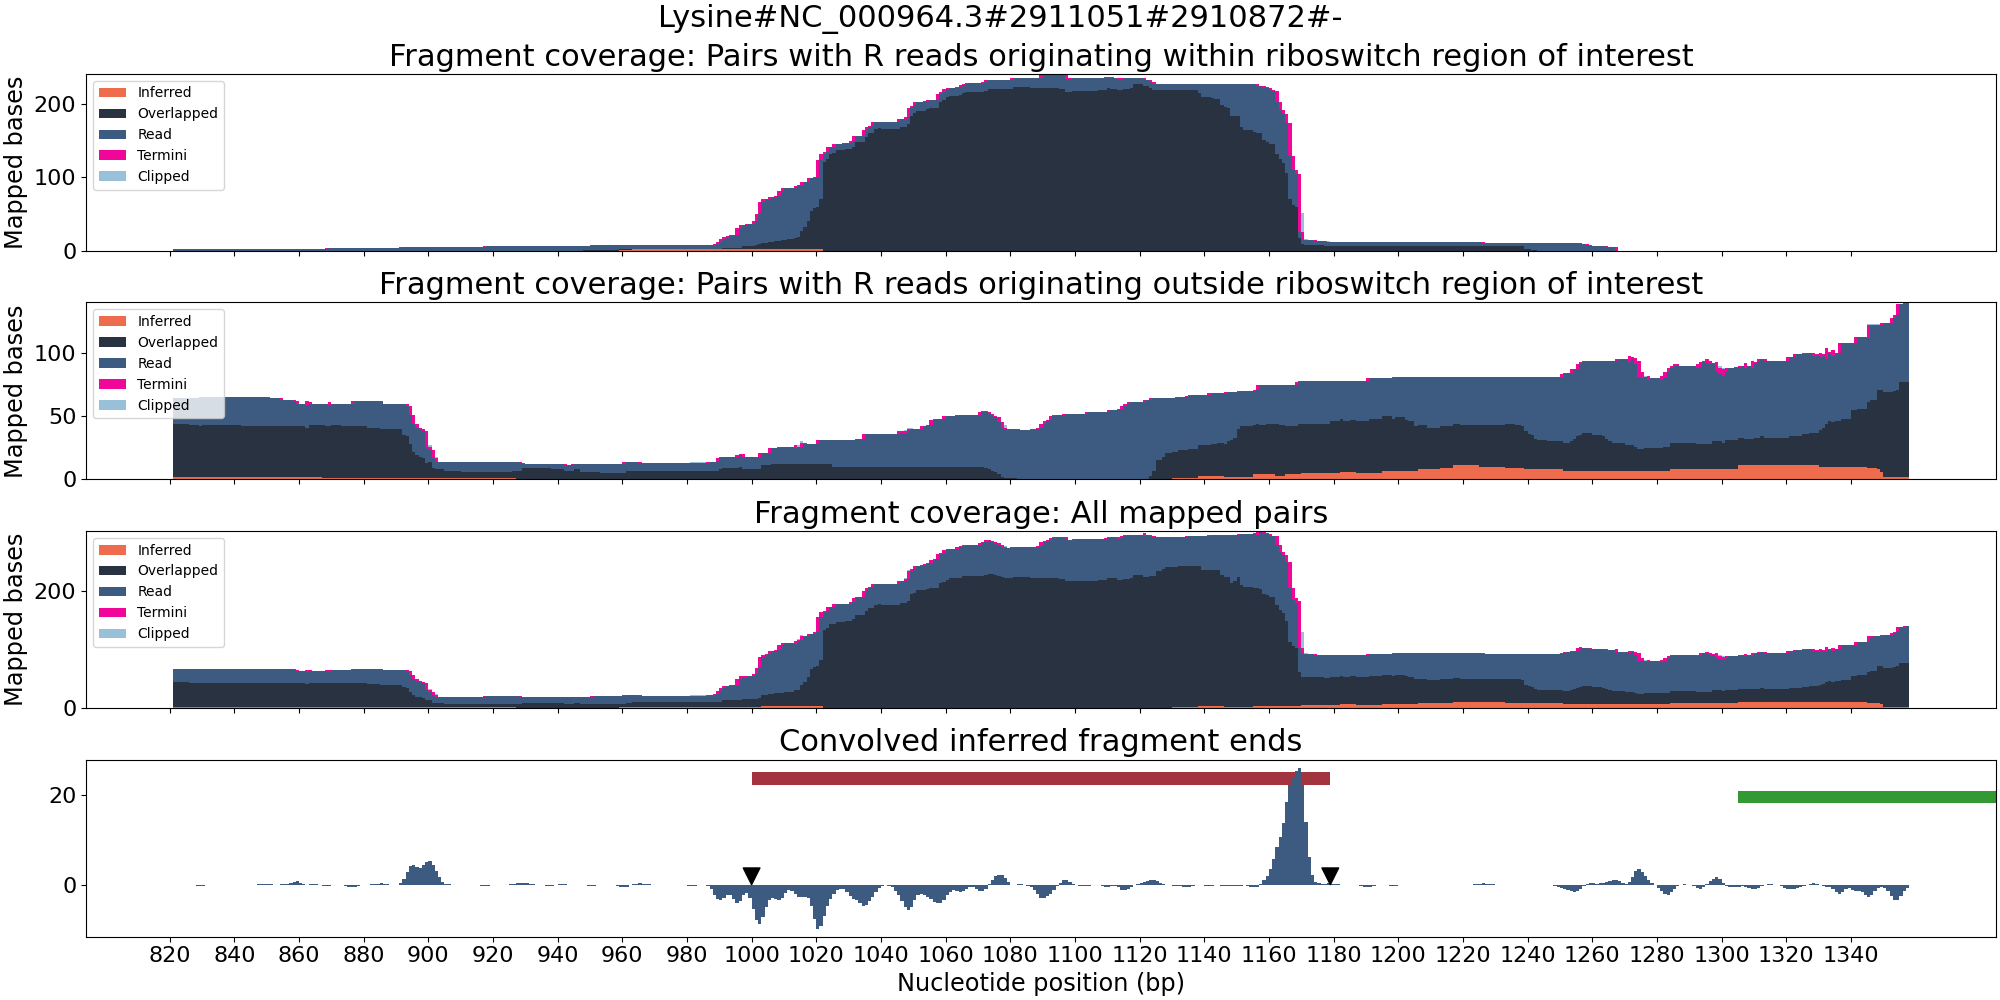 Lysine#NC_000964.3#2911051#2910872#-
Fragment coverage: Pairs with R reads originating within riboswitch region of interest
Mapped bases
200
100
0
Inferred
Overlapped
Read
Termini
Clipped
Fragment coverage: Pairs with R reads originating outside riboswitch region of interest
Mapped bases
100
50
0
Inferred
Overlapped
Read
Termini
Clipped
Fragment coverage: All mapped pairs
Mapped bases
200
0
Inferred
Overlapped
Read
Termini
Clipped
Convolved inferred fragment ends
20
0
820 840 860 880 900 920 940 960 980 1000 1020 1040 1060 1080 1100 1120 1140 1160 1180 1200 1220 1240 1260 1280 1300 1320 1340
Nucleotide position (bp)